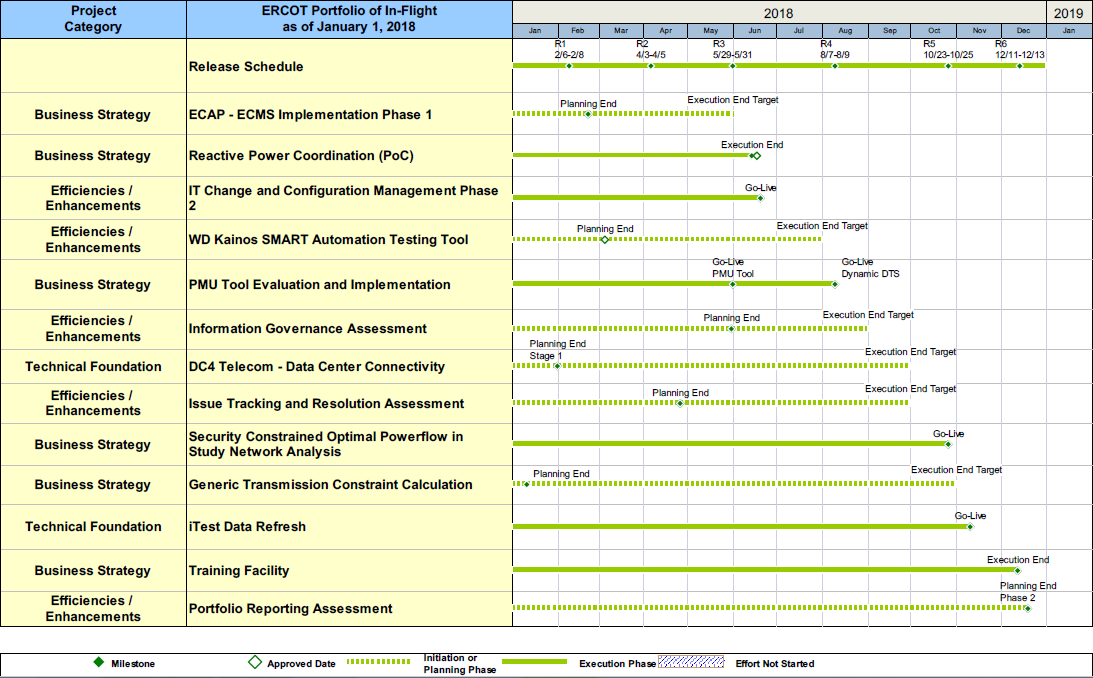 Project
Category
ERCOT Portfolio of In-Flight
as of January 1, 2018
2018
2019
Jan Feb Mar Apr May Jun Jul Aug Sep Oct Nov Dec Jan
Release Schedule
R1 R2 R3 R4 R5 R6
2/6-2/8 4/3-4/5 5/29-5/31 8/7-8/9 10/23-10/25 12/11-12/13
Business Strategy
ECAP - ECMS Implementation Phase 1
Planning End
Execution End Target
Business Strategy
Reactive Power Coordination (PoC)
Execution End
Efficiencies /
Enhancements
IT Change and Configuration Management Phase
2
Go-Live
Efficiencies /
Enhancements
WD Kainos SMART Automation Testing Tool
Planning End
Execution End Target
Business Strategy
PMU Tool Evaluation and Implementation
Go-Live
PMU Tool
Go-Live
Dynamic DTS
Efficiencies /
Enhancements
Information Governance Assessment
Planning End
Execution End Target
Technical Foundation
DC4 Telecom - Data Center Connectivity
Planning End
Stage 1
Execution End Target
Efficiencies /
Enhancements
Issue Tracking and Resolution Assessment
Planning End
Execution End Target
Business Strategy
Security Constrained Optimal Powerflow in
Study Network Analysis
Go-Live
Business Strategy
Generic Transmission Constraint Calculation
Planning End
Execution End Target
Technical Foundation
iTest Data Refresh
Go-Live
Business Strategy
Training Facility
Execution End
Efficiencies /
Enhancements
Portfolio Reporting Assessment
Planning End
Phase 2
Milestone
Approved Date
Initiation or
Planning Phase
Execution Phase
Effort Not Started